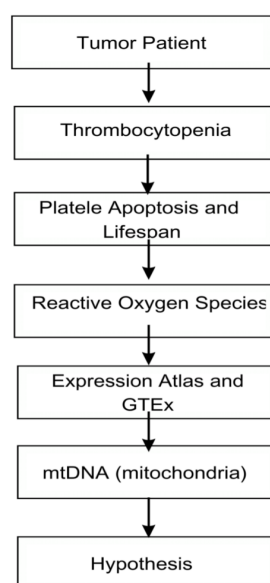 Tumor Patient
Thrombocytopenia
Platele Apoptosis and
Lifespan
Reactive Oxygen Species
Expression Atlas and
GTEx
mtDNA (mitochondria)
Hypothesis